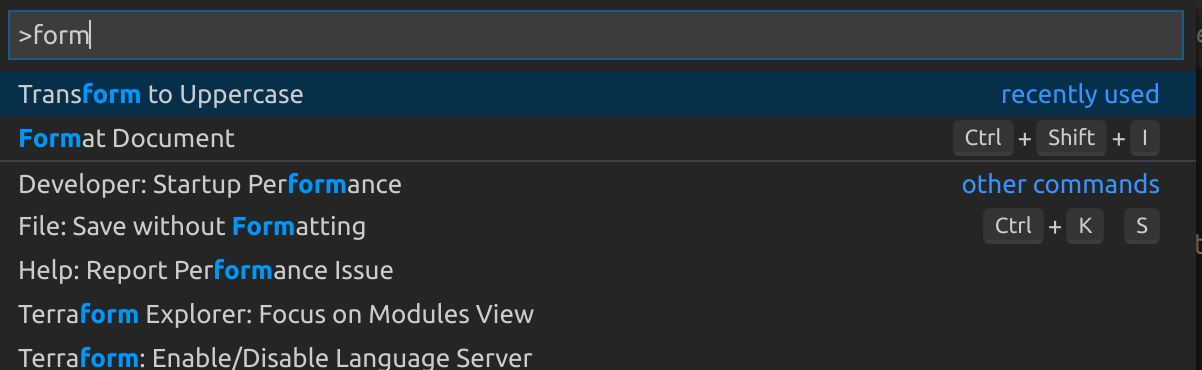 >form
Transform to Uppercase recently used
Format Document Ctrl + Shift + I
Developer: Startup Performance other commands
File: Save without Formatting Ctrl + K S
Help: Report Performance Issue
Terraform Explorer: Focus on Modules View
Terraform: Enable/Disable Language Server